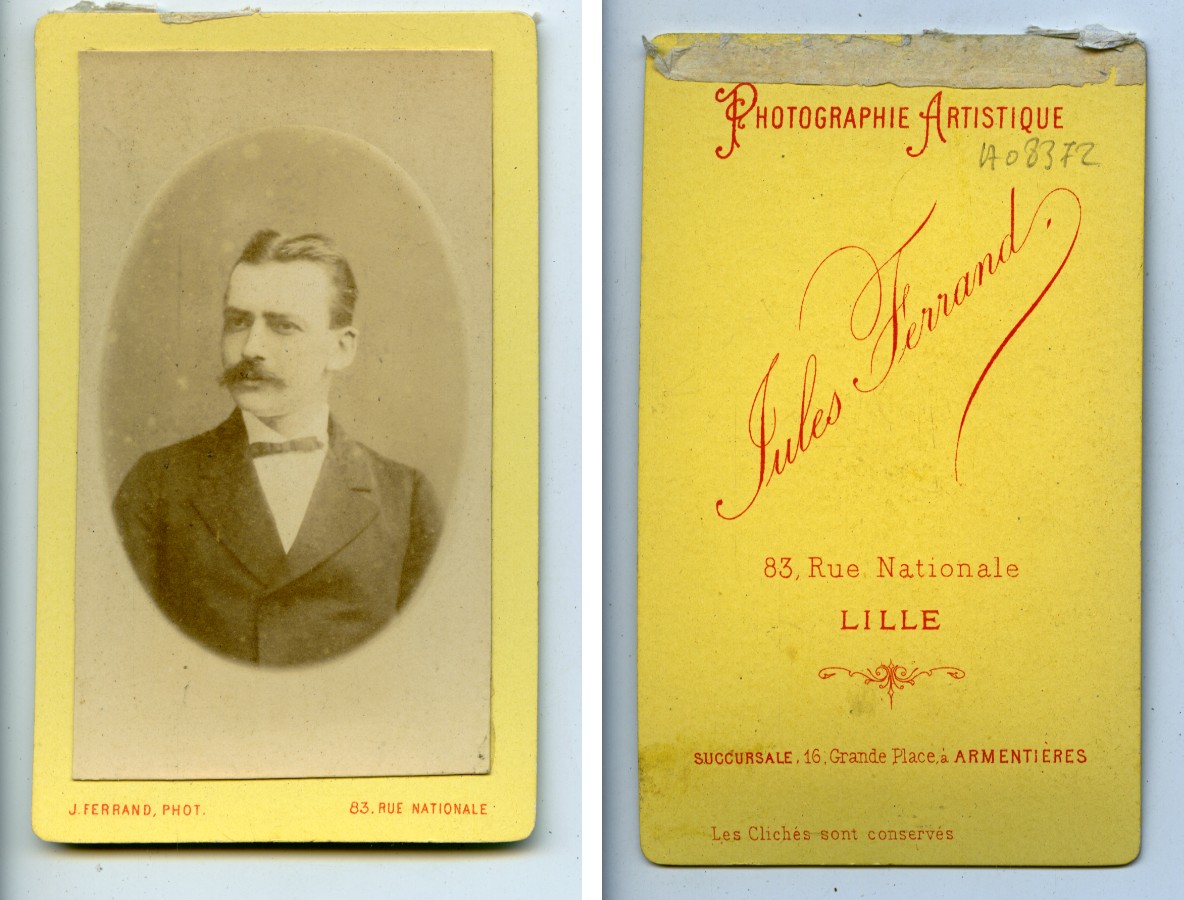 J. FERRAND, PHOT.
83, RUE NATIONALE
PHOTOGRAPHIE ARTISTIQUE
Jules Ferrand.
83, Rue Nationale
LILLE
SUCCURSALE, 16, Grande Place, à ARMENTIÈRES
Les Clichés sont conservés